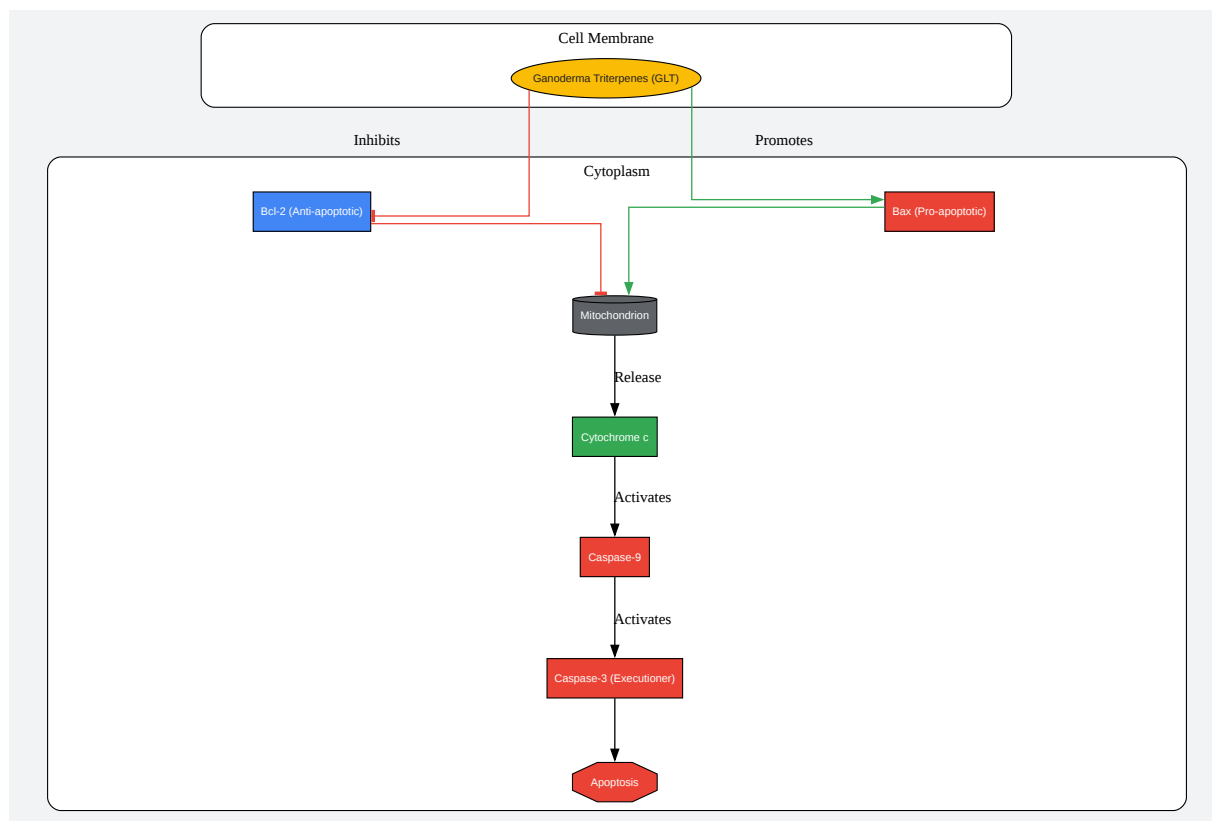 Cell Membrane
Ganoderma Triterpenes (GLT)
Inhibits
Promotes
Cytoplasm
Bcl-2 (Anti-apoptotic)
Bax (Pro-apoptotic)
Mitochondrion
Release
Cytochrome c
Activates
Caspase-9
Activates
Caspase-3 (Executioner)
Apoptosis